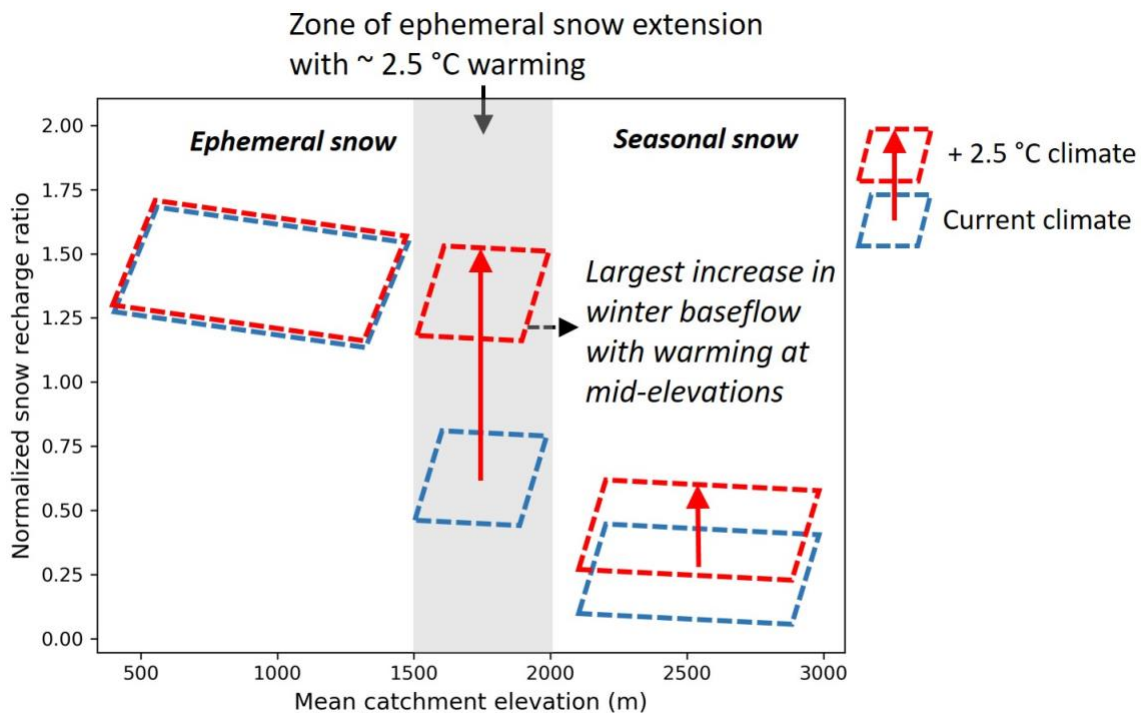 Zone of ephemeral snow extension
with ~ 2.5 °C warming
Ephemeral snow
Seasonal snow
+ 2.5 °C climate
Current climate
Largest increase in
winter baseflow
with warming at
mid-elevations
Normalized snow recharge ratio
2.00
1.75
1.50
1.25
1.00
0.75
0.50
0.25
0.00
500
1000
1500
2000
2500
3000
Mean catchment elevation (m)